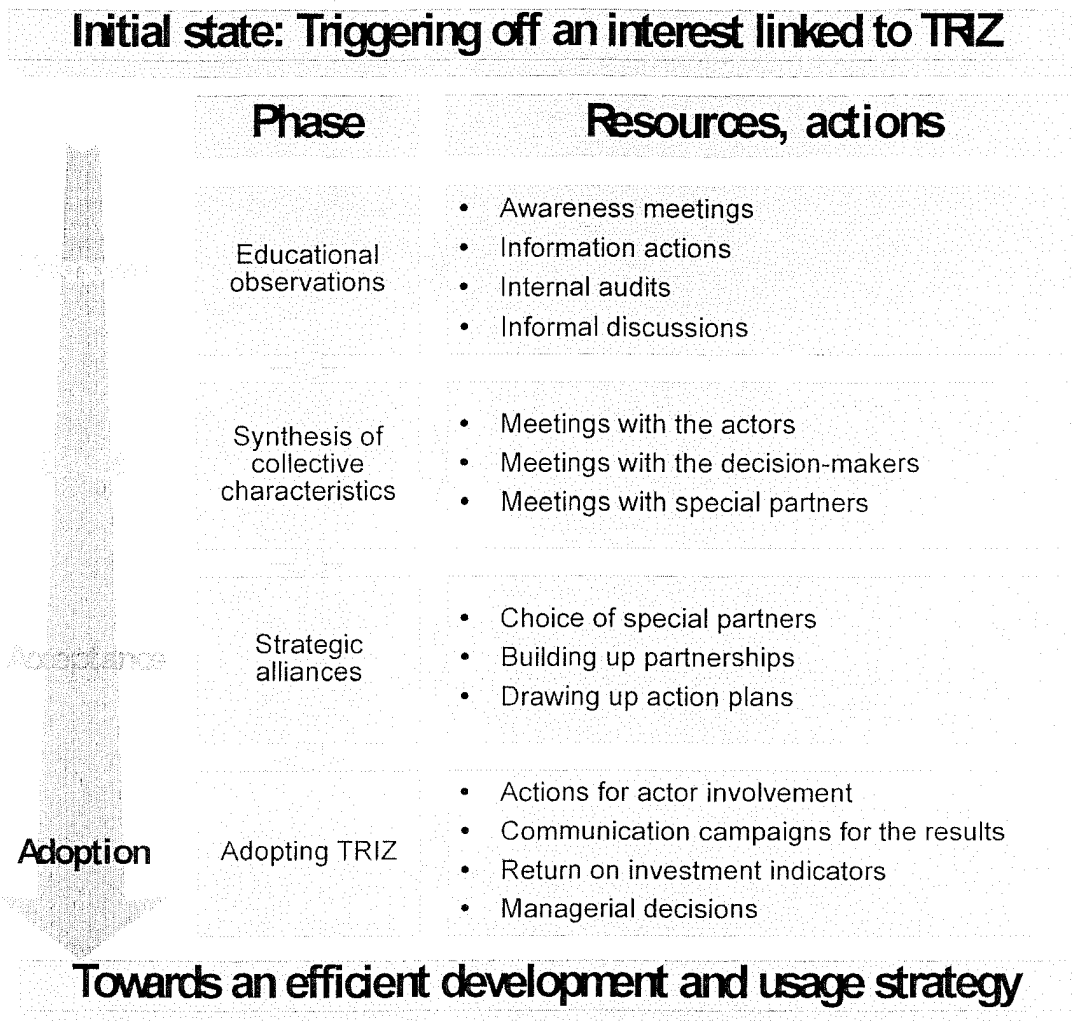 Initial state: Triggering off an interest linked to TRIZ
Phase
Resources, actions
Educational
observations
• Awareness meetings
• Information actions
• Internal audits
• Informal discussions
Synthesis of
collective
characteristics
• Meetings with the actors
• Meetings with the decision-makers
• Meetings with special partners
Acceptance
Strategic
alliances
• Choice of special partners
• Building up partnerships
• Drawing up action plans
Adoption
Adopting TRIZ
• Actions for actor involvement
• Communication campaigns for the results
• Return on investment indicators
• Managerial decisions
Towards an efficient development and usage strategy